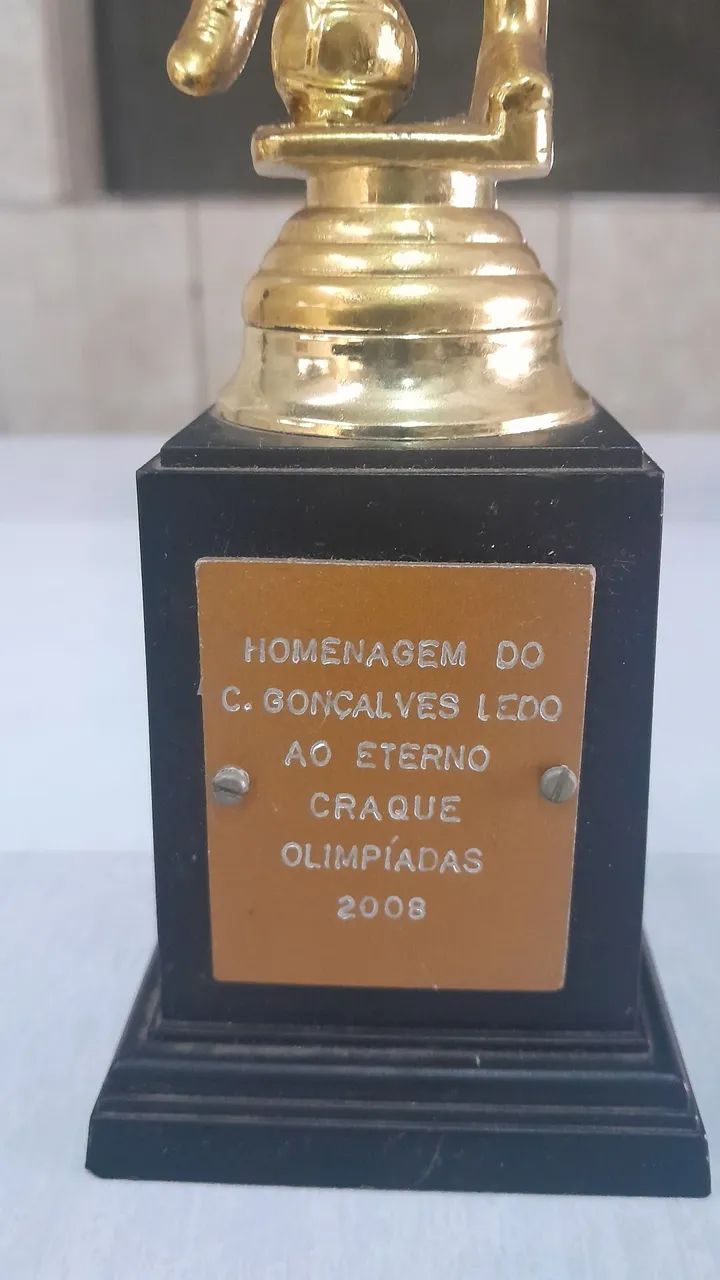 HOMENAGEM DO
C. GONÇALVES LEDO
AO ETERNO
CRAQUE
OLIMPÍADAS
2008